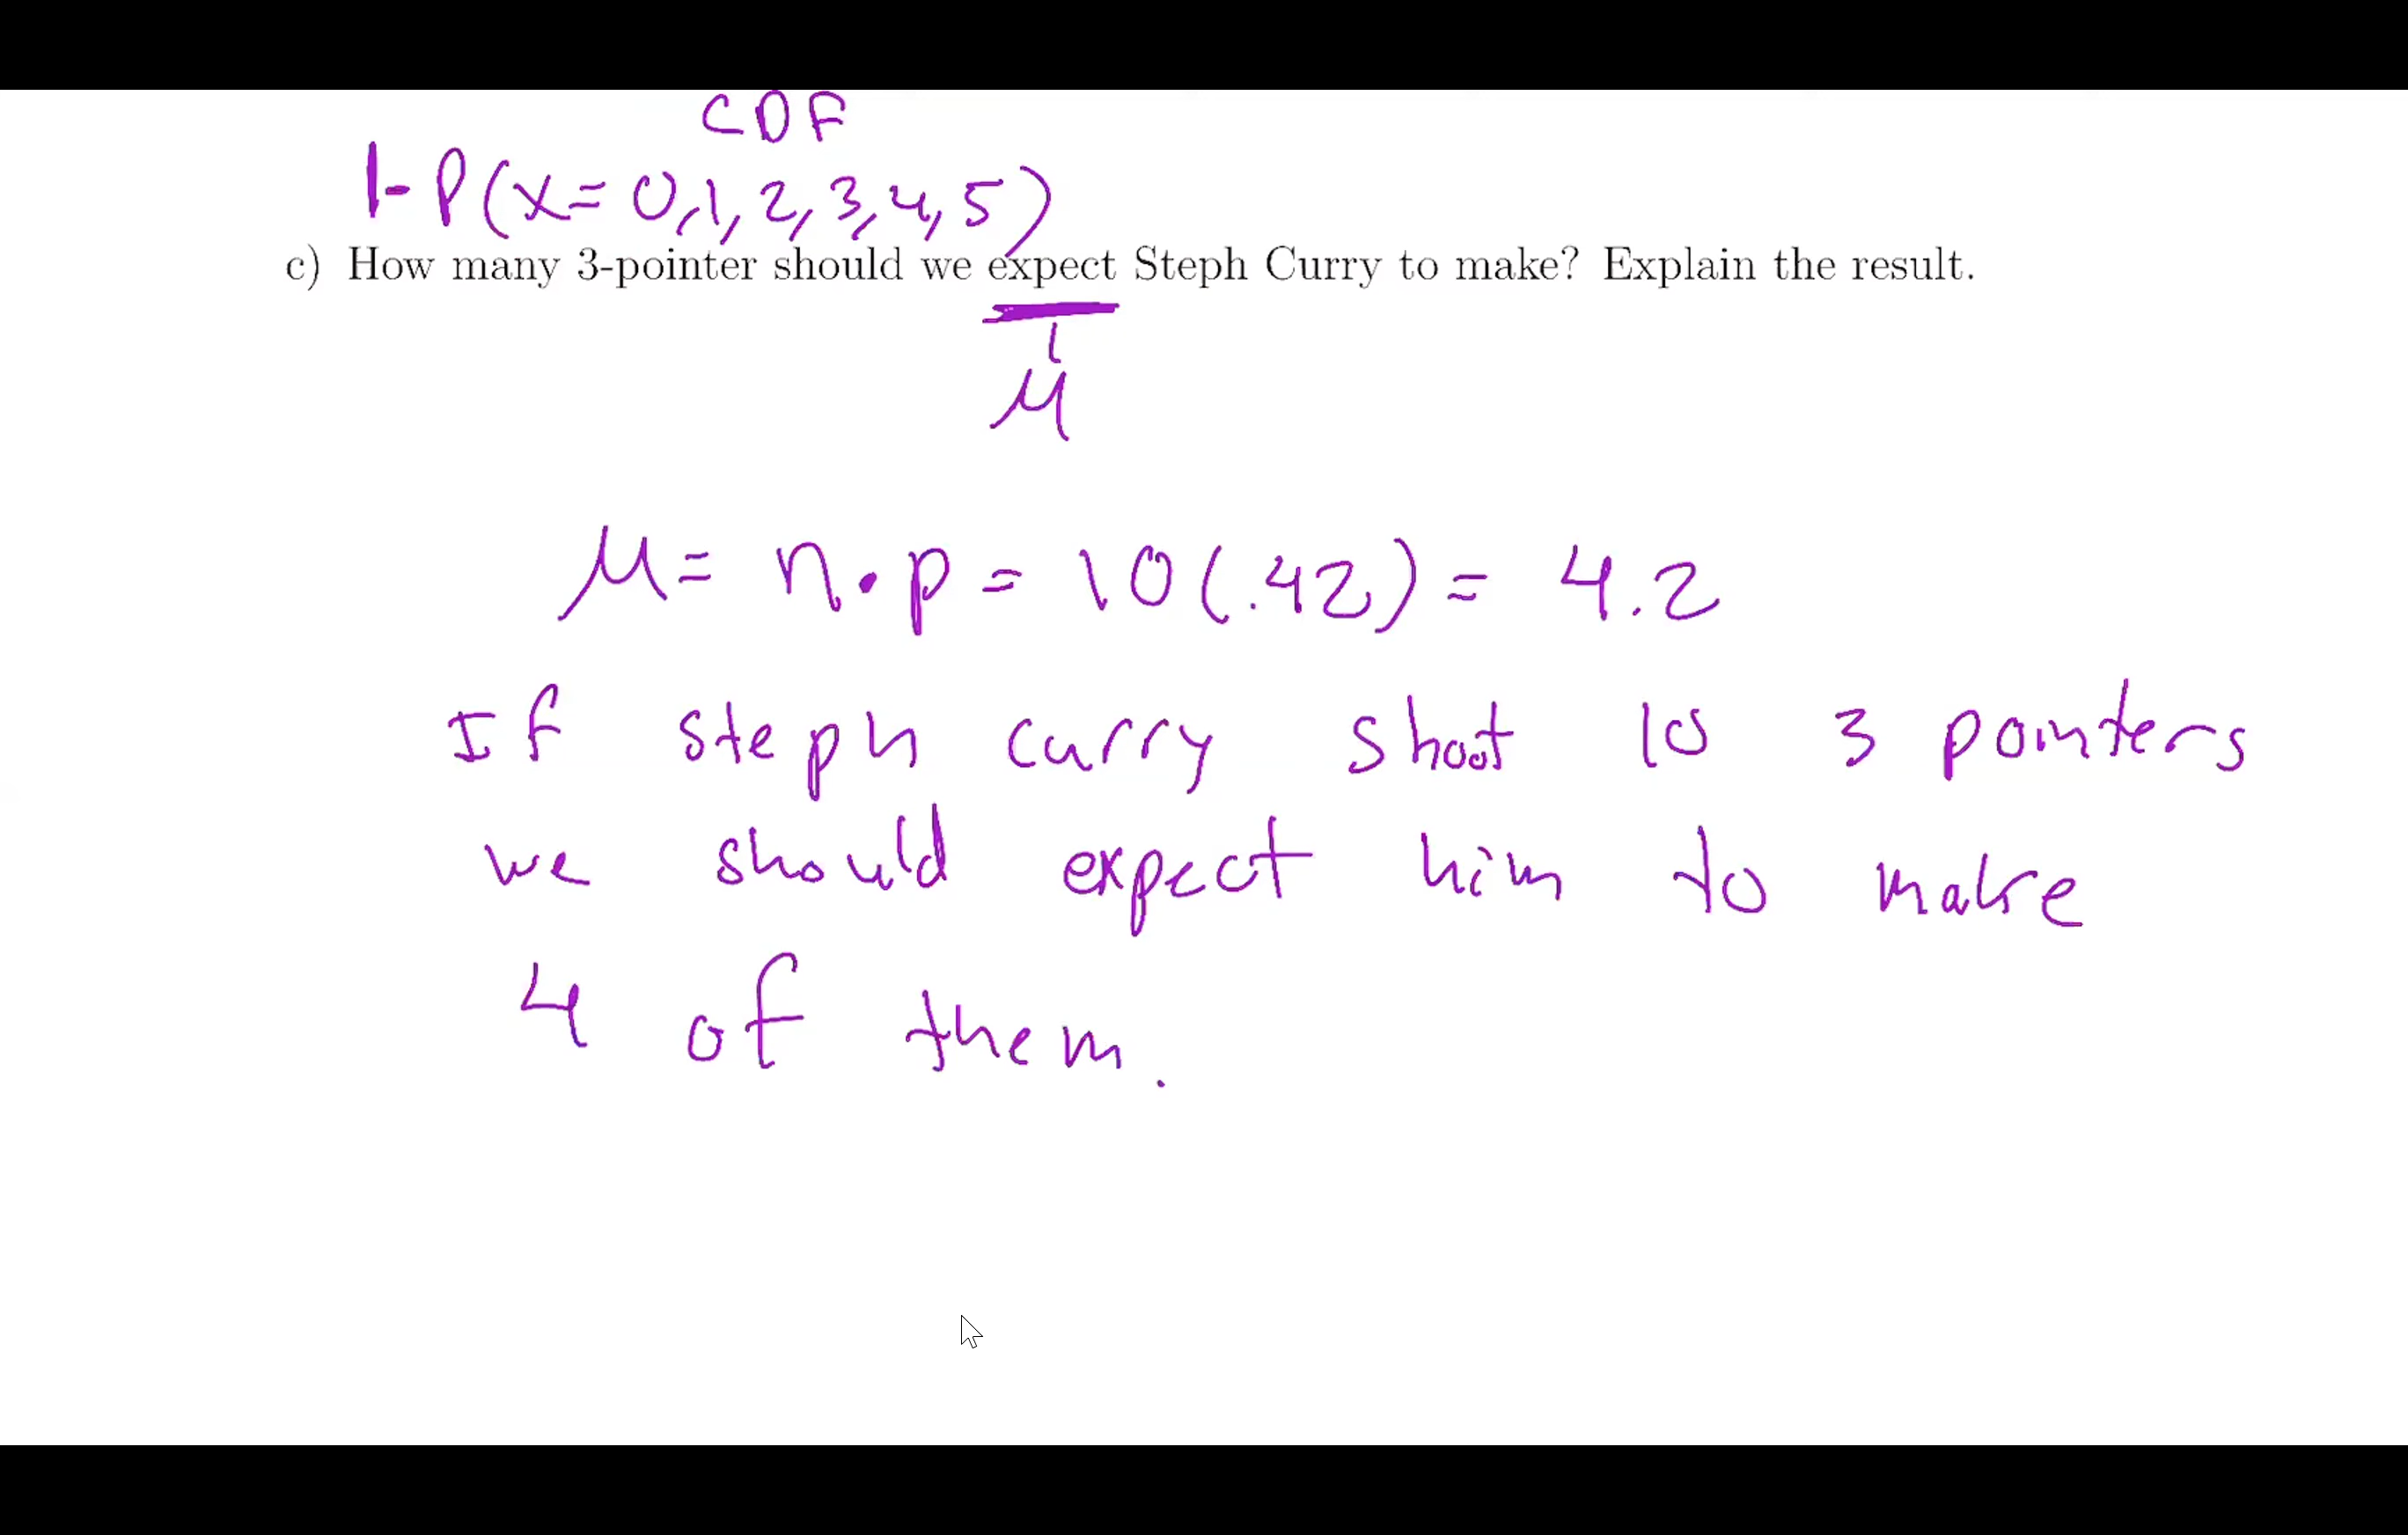 CDF
1-P(x=0,1,2,3,4,5)
c) How many 3-pointer should we expect Steph Curry to make? Explain the result.
μ
μ= n•p = 10(.42) = 4.2
If steph curry shoot 10 3 pointers
we should expect him to make
4 of them.